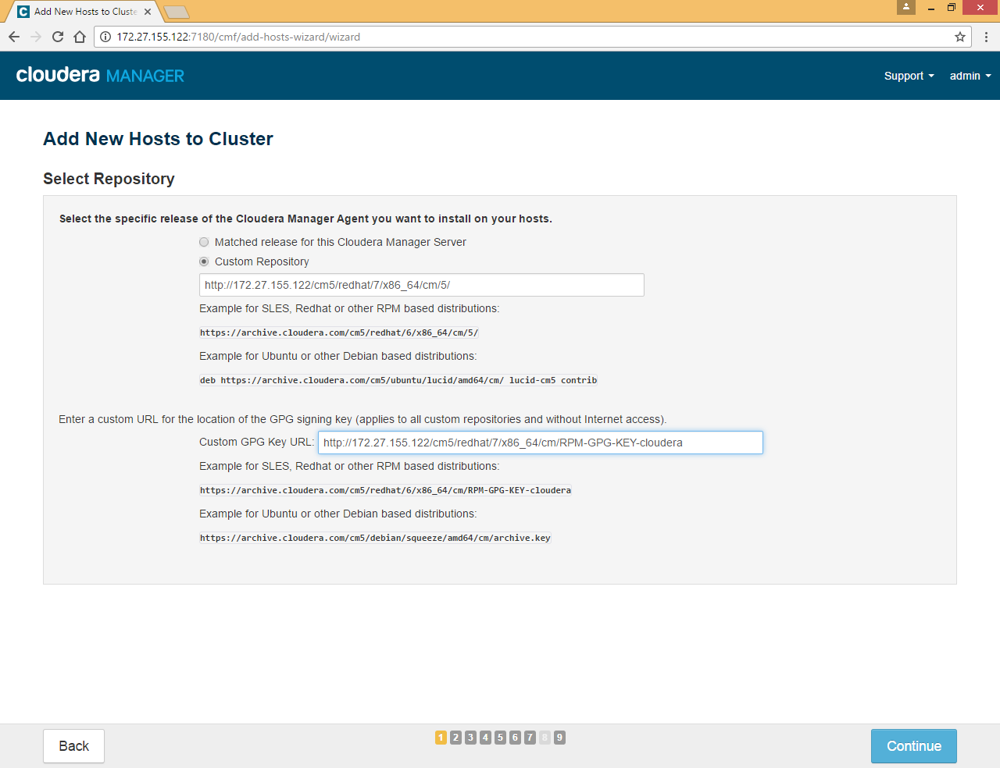 Add New Hosts to Cluste
172.27.155.122:7180/cmf/add-hosts-wizard/wizard
cloudera MANAGER
Support
admin
Add New Hosts to Cluster
Select Repository
Select the specific release of the Cloudera Manager Agent you want to install on your hosts.
Matched release for this Cloudera Manager Server
Custom Repository
http://172.27.155.122/cm5/redhat/7/x86_64/cm/5/
Example for SLES, Redhat or other RPM based distributions:
https://archive.cloudera.com/cm5/redhat/6/x86_64/cm/5/
Example for Ubuntu or other Debian based distributions:
deb https://archive.cloudera.com/cm5/ubuntu/lucid/amd64/cm/ lucid-cm5 contrib
Enter a custom URL for the location of the GPG signing key (applies to all custom repositories and without Internet access).
Custom GPG Key URL: http://172.27.155.122/cm5/redhat/7/x86_64/cm/RPM-GPG-KEY-cloudera
Example for SLES, Redhat or other RPM based distributions:
https://archive.cloudera.com/cm5/redhat/6/x86_64/cm/RPM-GPG-KEY-cloudera
Example for Ubuntu or other Debian based distributions:
https://archive.cloudera.com/cm5/debian/squeeze/amd64/cm/archive.key
Back
1 2 3 4 5 6 7 8 9
Continue